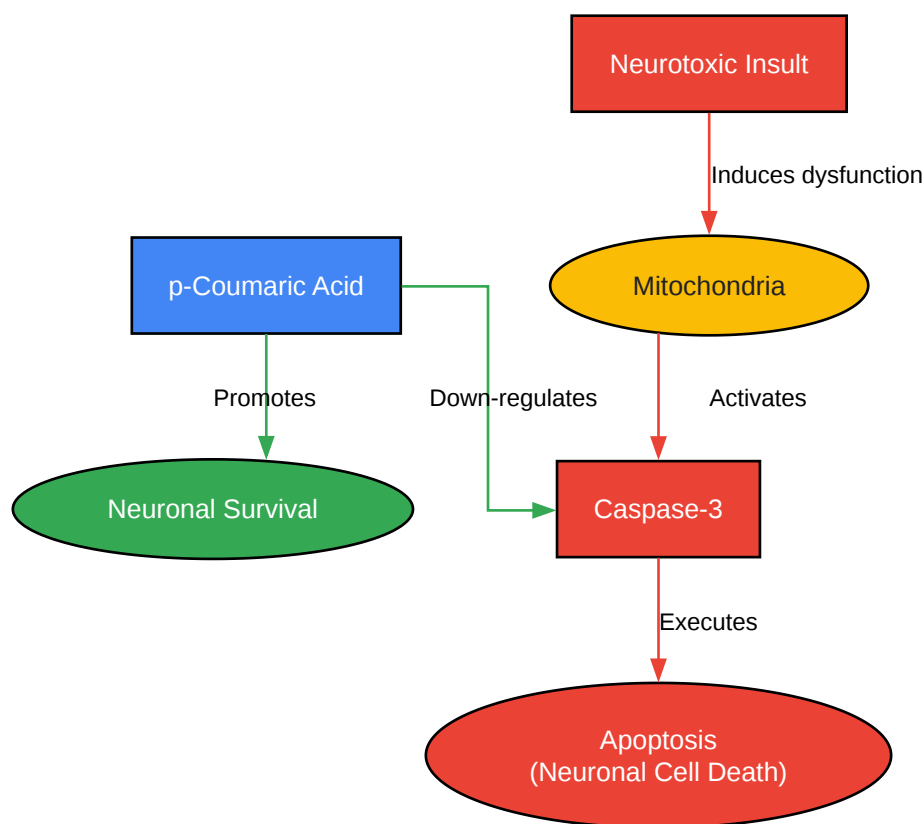 Neurotoxic Insult
Induces dysfunction
p-Coumaric Acid
Mitochondria
Promotes
Down-regulates
Activates
Neuronal Survival
Caspase-3
Executes
Apoptosis
(Neuronal Cell Death)